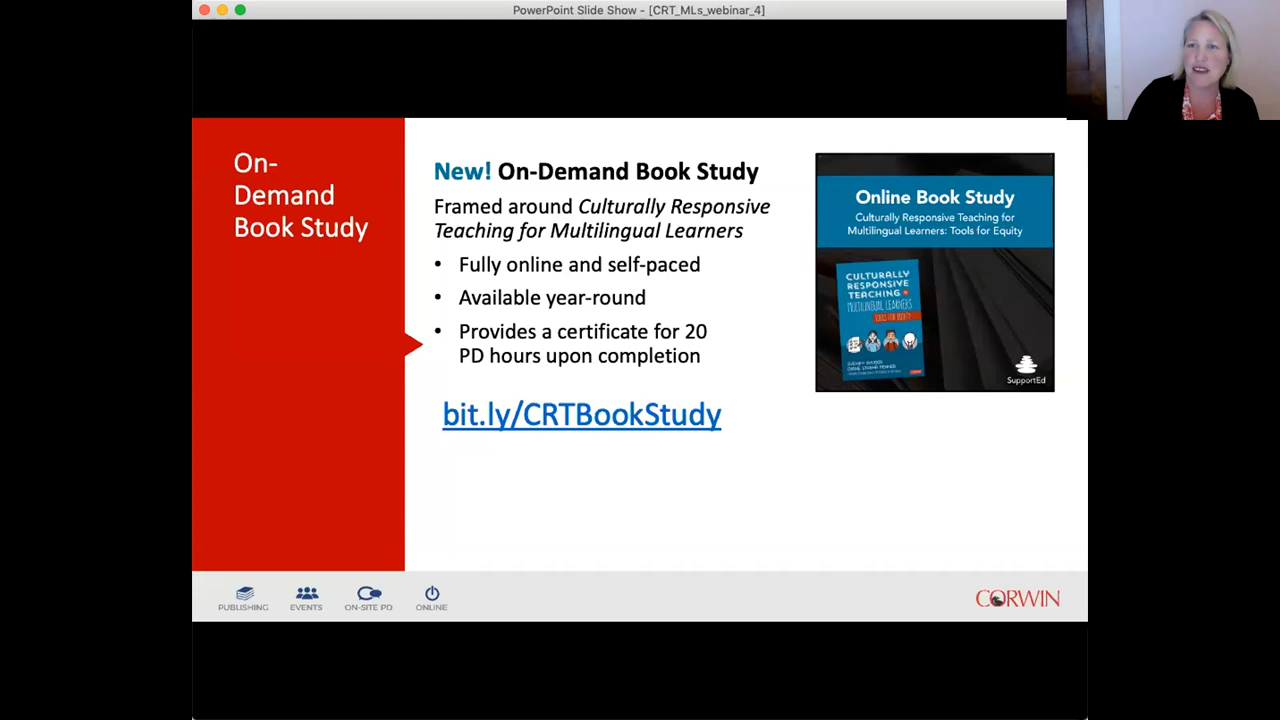 PowerPoint Slide Show - [CRT_MLs_webinar_4]
On-
Demand
Book Study
New! On-Demand Book Study
Framed around Culturally Responsive
Teaching for Multilingual Learners
• Fully online and self-paced
• Available year-round
• Provides a certificate for 20
PD hours upon completion
bit.ly/CRTBookStudy
Online Book Study
Culturally Responsive Teaching for
Multilingual Learners: Tools for Equity
CULTURALLY
RESPONSIVE
TEACHING
MULTILINGUAL LEARNERS
TOOLS FOR EQUITY
SupportEd
PUBLISHING
EVENTS
ON-SITE PD
ONLINE
CORWIN